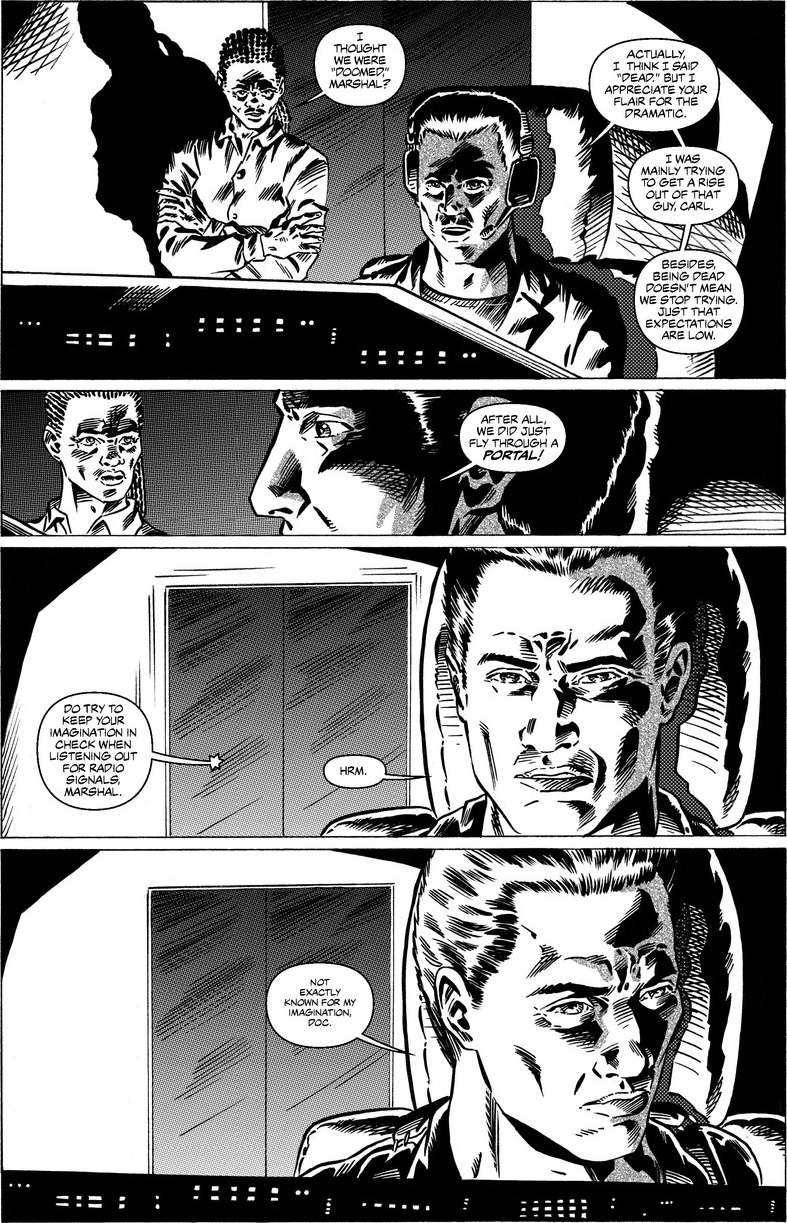 I
THOUGHT
WE WERE
"DOOMED,"
MARSHAL?
ACTUALLY,
I THINK I SAID
"DEAD." BUT I
APPRECIATE YOUR
FLAIR FOR THE
DRAMATIC.
I WAS
MAINLY TRYING
TO GET A RISE
OUT OF THAT
GUY, CARL.
BESIDES,
BEING DEAD
DOESN'T MEAN
WE STOP TRYING.
JUST THAT
EXPECTATIONS
ARE LOW.
AFTER ALL,
WE DID JUST
FLY THROUGH A
PORTAL!
DO TRY TO
KEEP YOUR
IMAGINATION IN
CHECK WHEN
LISTENING OUT
FOR RADIO
SIGNALS,
MARSHAL.
HRM.
NOT
EXACTLY
KNOWN FOR MY
IMAGINATION,
DOC.